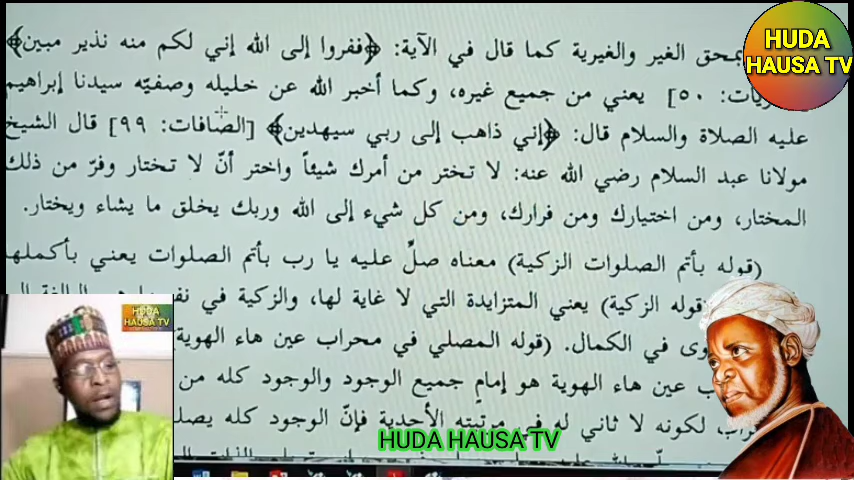 بمحق الغير والغيرية كما قال في الآية: ﴿ففروا إلى الله إني لكم منه نذير مبين﴾
HUDA
HAUSA TV
٥٠] يعني من جميع غيره، وكما أخبر الله عن خليله وصفيّه سيدنا إبراهيم
عليه الصلاة والسلام قال: ﴿إني ذاهب إلى ربي سيهدين﴾ [الصافات: ٩٩] قال الشيخ
مولانا عبد السلام رضي الله عنه: لا تختر من أمرك شيئاً واختر أنّ لا تختار وفرّ من ذلك
المختار، ومن اختيارك ومن فرارك، ومن كل شيء إلى الله وربك يخلق ما يشاء ويختار.
(قوله بأتم الصلوات الزكية) معناه صلِّ عليه يا رب بأتم الصلوات يعني بأكملها
(قوله الزكية) يعني المتزايدة التي لا غاية لها، والزكية في
HUDA
HAUSA TV
في الكمال. (قوله المصلي في محراب عين هاء الهوية)
عين هاء الهوية هو إمام جميع الوجود والوجود كله من
لكونه لا ثاني له في مرتبته الأحدية فإنّ الوجود كله
HUDA HAUSA TV